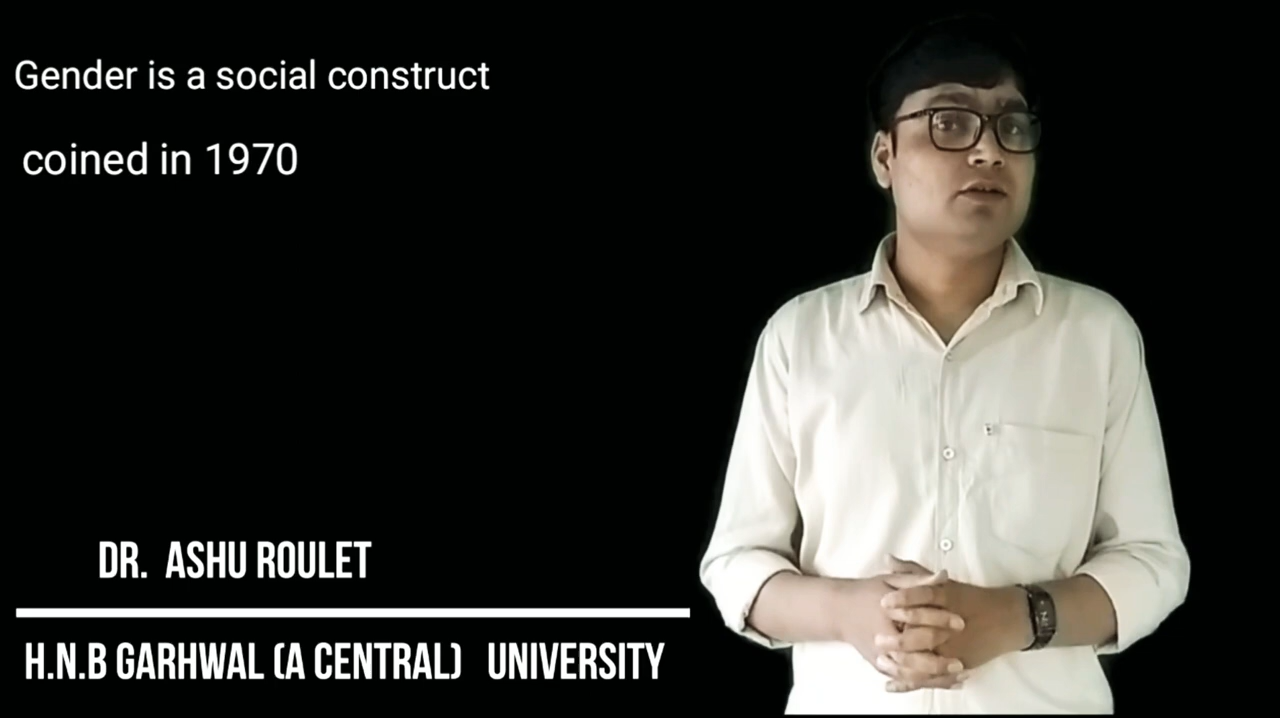 Gender is a social construct
coined in 1970
DR. ASHU ROULET
H.N.B GARHWAL (A CENTRAL) UNIVERSITY